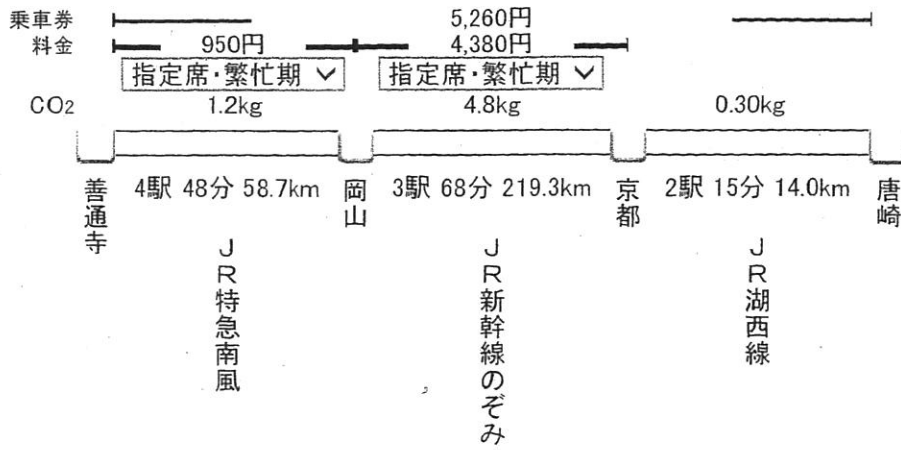 乗車券 5,260円
料金 950円 4,380円
指定席・繁忙期 指定席・繁忙期
CO2 1.2kg 4.8kg 0.30kg
善通寺 4駅 48分 58.7km 岡山 3駅 68分 219.3km 京都 2駅 15分 14.0km 唐崎
JR特急南風 JR新幹線のぞみ JR湖西線